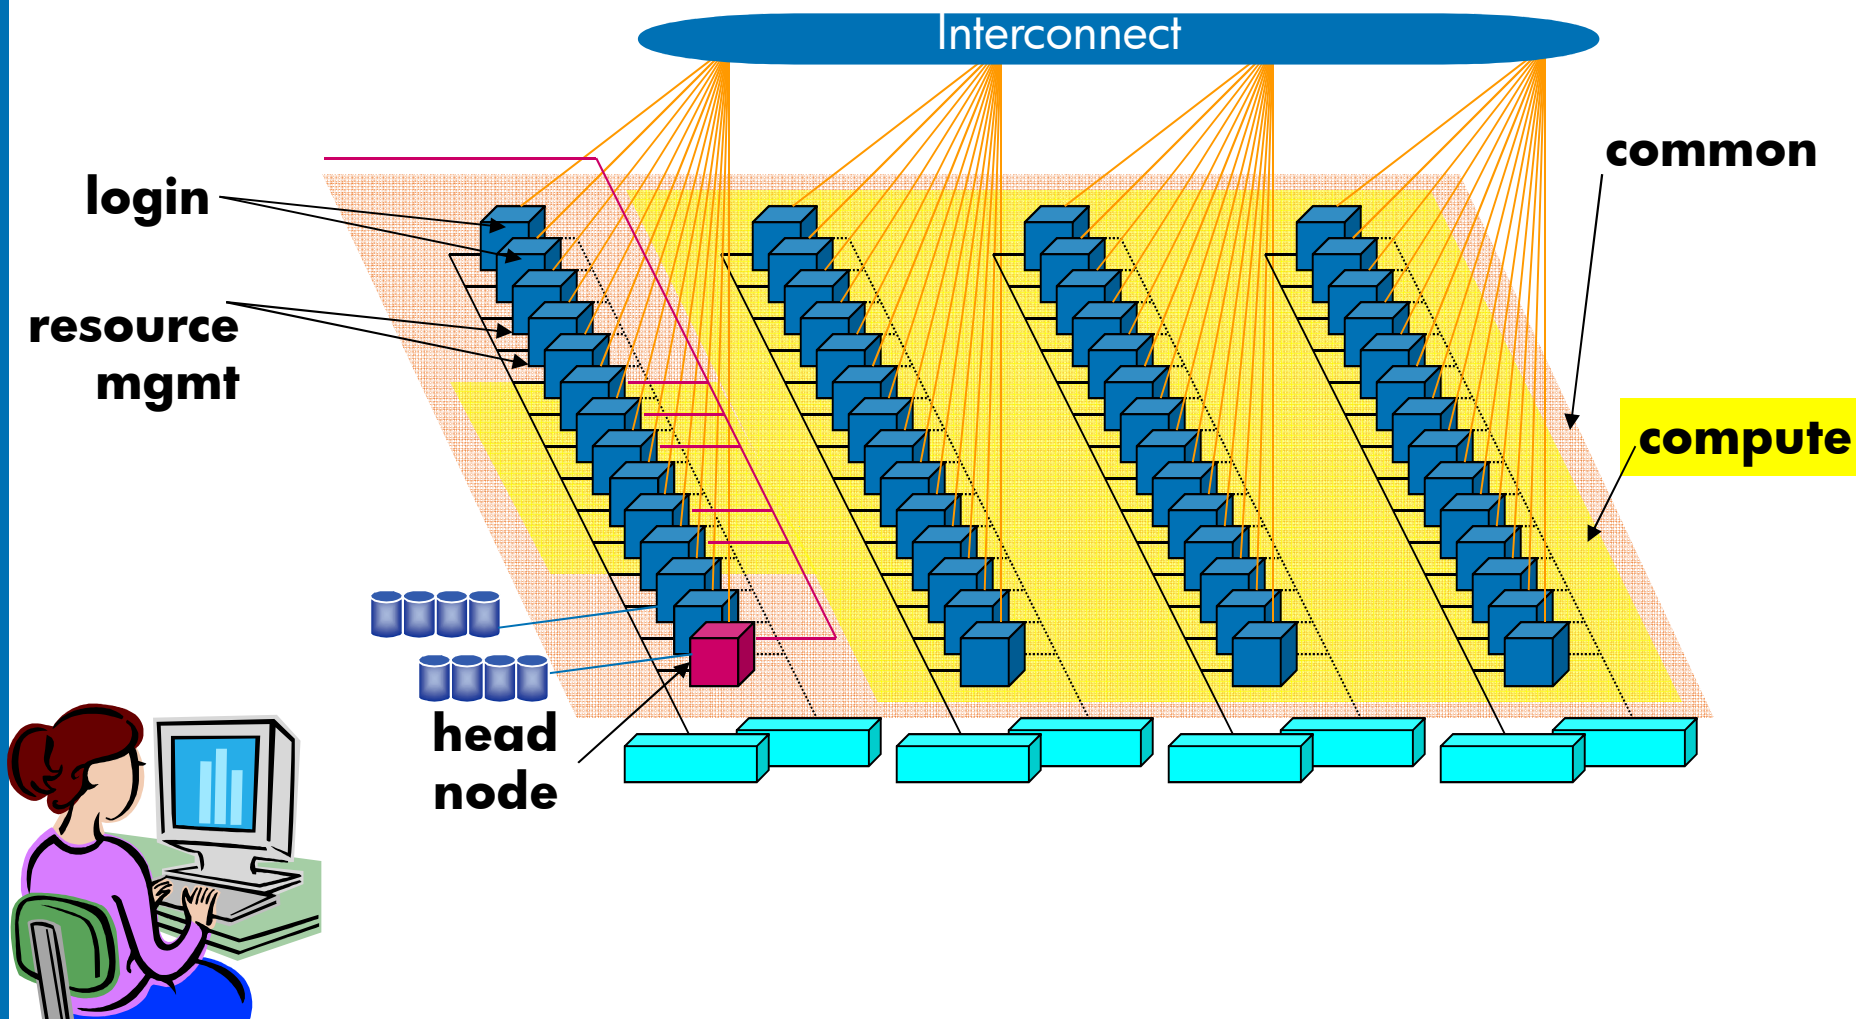 Interconnect
common
login
resource
mgmt
compute
head
node